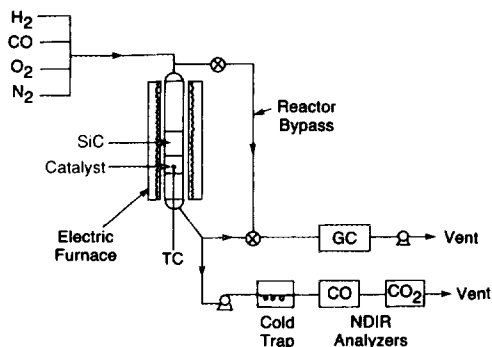 H2
CO
O2
N2
Reactor
Bypass
SiC
Catalyst
Electric
Furnace
TC
GC
Vent
CO
CO2
Vent
Cold
Trap
NDIR
Analyzers